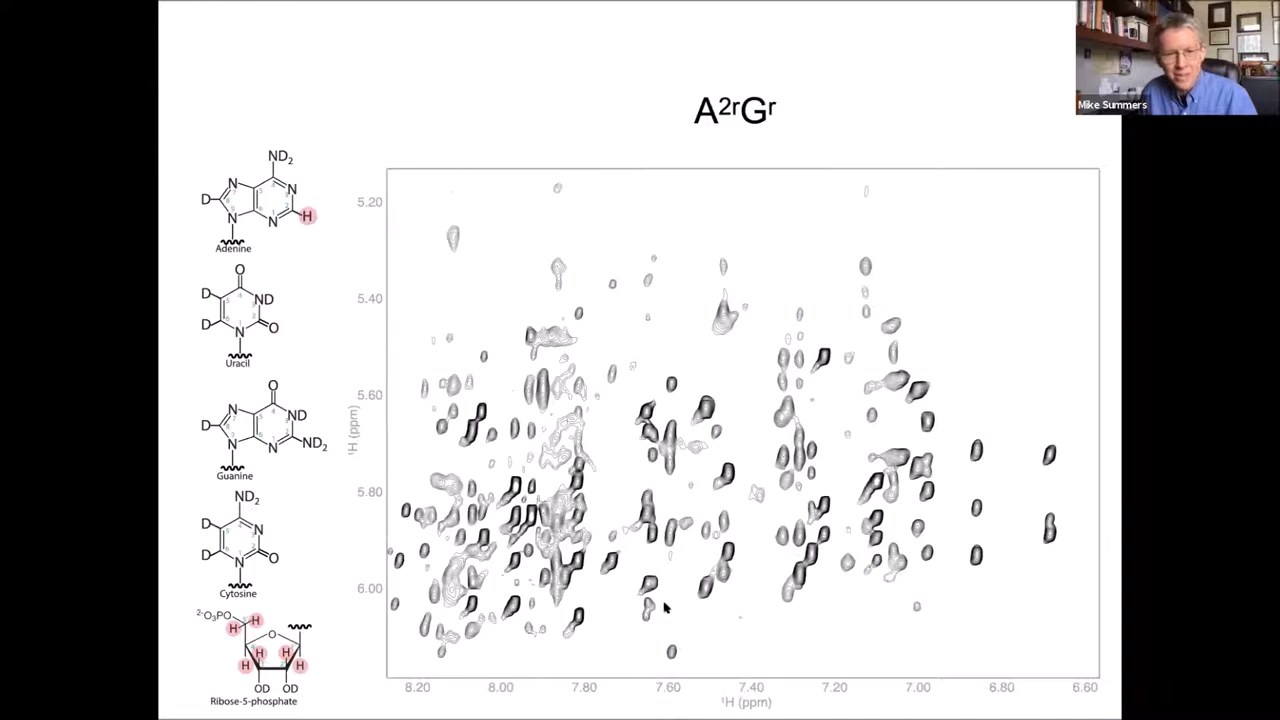 Mike Summers
A²ʳGʳ
ND₂
N
N
D
N
N
H
Adenine
O
D
ND
D
N
O
Uracil
O
N
ND
D
N
N
ND₂
Guanine
ND₂
D
N
D
N
O
Cytosine
²⁻O₃PO
H
H
O
H
H
H
H
OD
OD
Ribose-5-phosphate
5.20
5.40
5.60
5.80
6.00
¹H (ppm)
8.20 8.00 7.80 7.60 7.40 7.20 7.00 6.80 6.60
¹H (ppm)